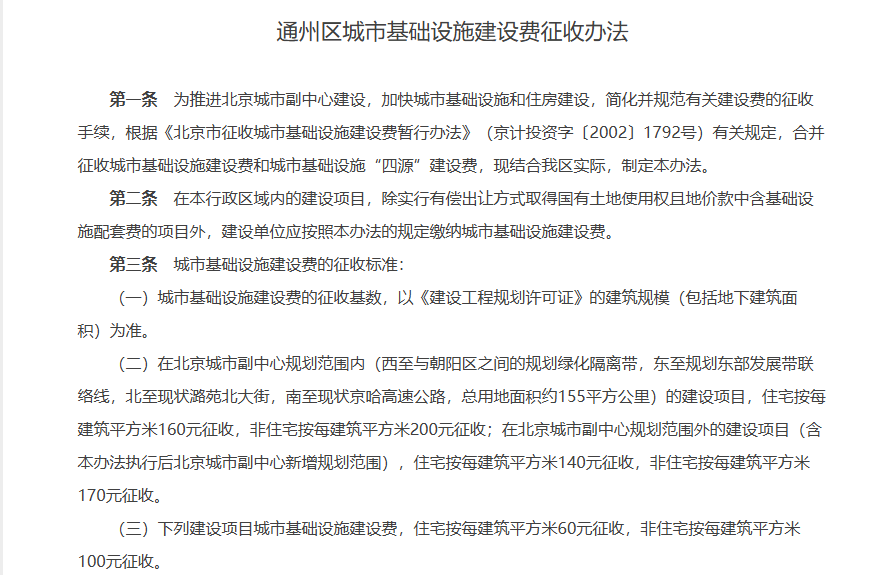 通州区城市基础设施建设费征收办法
第一条　为推进北京城市副中心建设，加快城市基础设施和住房建设，简化并规范有关建设费的征收
手续，根据《北京市征收城市基础设施建设费暂行办法》（京计投资字〔2002〕1792号）有关规定，合并
征收城市基础设施建设费和城市基础设施“四源”建设费，现结合我区实际，制定本办法。
第二条　在本行政区域内的建设项目，除实行有偿出让方式取得国有土地使用权且地价款中含基础设
施配套费的项目外，建设单位应按照本办法的规定缴纳城市基础设施建设费。
第三条　城市基础设施建设费的征收标准：
（一）城市基础设施建设费的征收基数，以《建设工程规划许可证》的建筑规模（包括地下建筑面
积）为准。
（二）在北京城市副中心规划范围内（西至与朝阳区之间的规划绿化隔离带，东至规划东部发展带联
络线，北至现状潞苑北大街，南至现状京哈高速公路，总用地面积约155平方公里）的建设项目，住宅按每
建筑平方米160元征收，非住宅按每建筑平方米200元征收；在北京城市副中心规划范围外的建设项目（含
本办法执行后北京城市副中心新增规划范围），住宅按每建筑平方米140元征收，非住宅按每建筑平方米
170元征收。
（三）下列建设项目城市基础设施建设费，住宅按每建筑平方米60元征收，非住宅按每建筑平方米
100元征收。